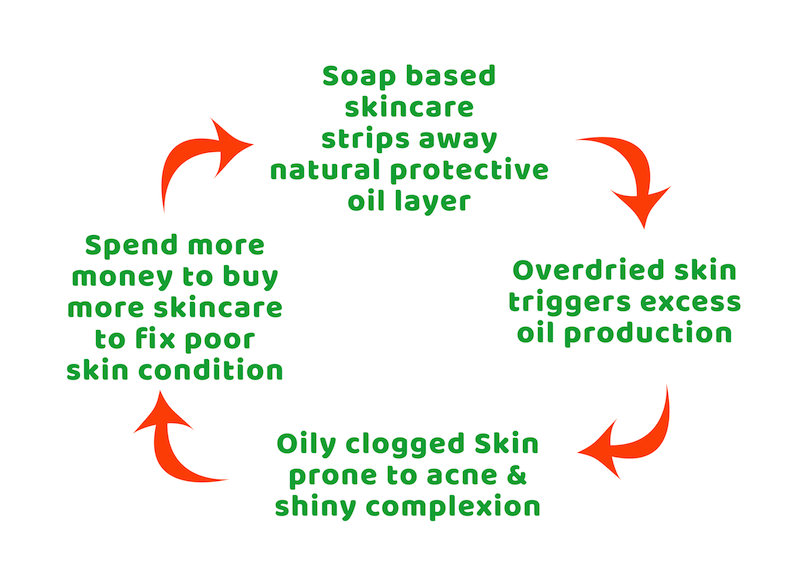 Soap based
skincare
strips away
natural protective
oil layer
Overdried skin
triggers excess
oil production
Oily clogged Skin
prone to acne &
shiny complexion
Spend more
money to buy
more skincare
to fix poor
skin condition